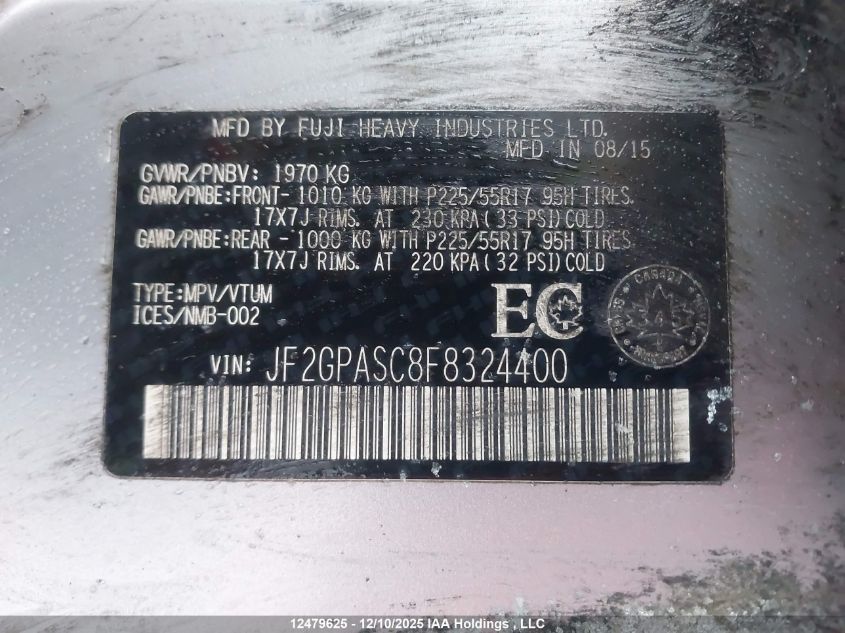 MFD BY FUJI HEAVY INDUSTRIES LTD.
MFD IN 08/15
GVWR/PNBV: 1970 KG
GAWR/PNBE:FRONT- 1010 KG WITH P225/55R17 95H TIRES.
17X7J RIMS. AT 230 KPA(33 PSI)COLD
GAWR/PNBE:REAR - 1000 KG WITH P225/55R17 95H TIRES.
17X7J RIMS. AT 220 KPA(32 PSI)COLD
TYPE:MPV/VTUM
ICES/NMB-002
EC
CANADA
VIN: JF2GPASC8F8324400
12479625 - 12/10/2025 IAA Holdings, LLC. / Copyright